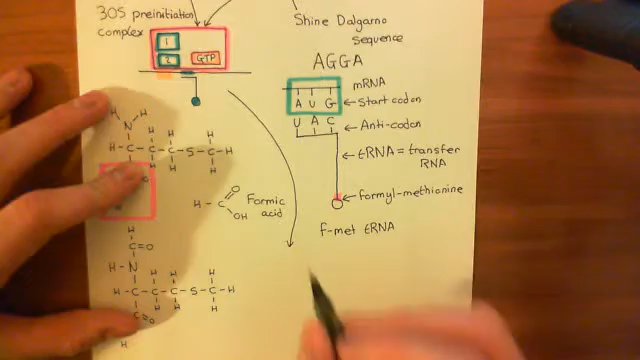 30S preinitiation
complex
1
2
GTP
Shine Dalgarno
Sequence
AGGA
mRNA
A U G
Start codon
U A C
Anti-codon
tRNA = transfer
RNA
formyl-methionine
f-met tRNA
H H
N H H H
H-C-C-C-S-C-H
H H H
H-C O
OH
Formic
acid
H
C=O
H-N H H H
H-C-C-C-S-C-H
H H H
C=O
H